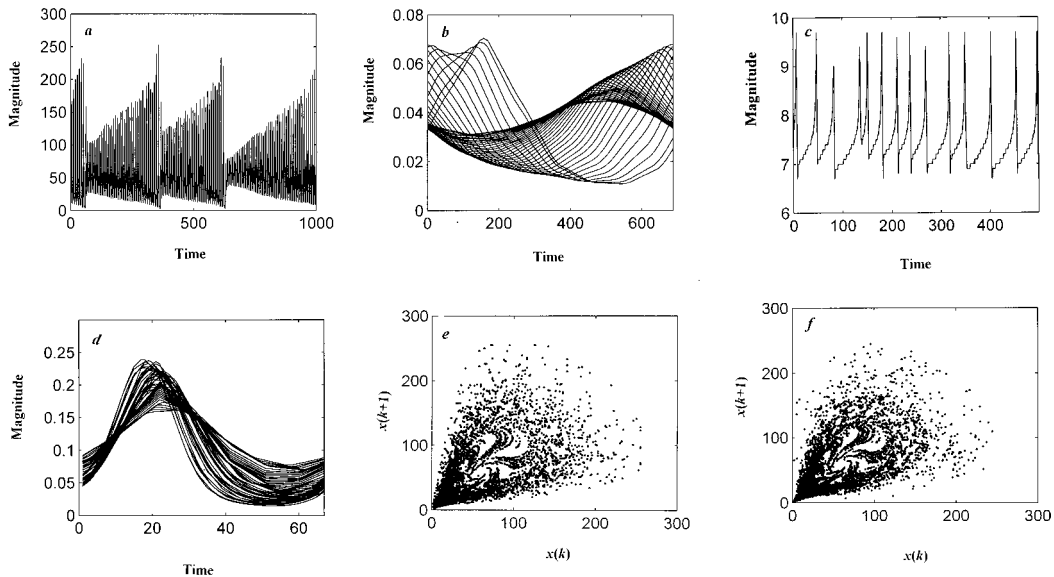 a
Magnitude
300
250
200
150
100
50
0
0 500 1000
Time
b
Magnitude
0.08
0.06
0.04
0.02
0
0 200 400 600
Time
c
Magnitude
10
9
8
7
6
0 100 200 300 400
Time
d
Magnitude
0.25
0.2
0.15
0.1
0.05
0
0 20 40 60
Time
e
x(k+1)
300
200
100
0
0 100 200 300
x(k)
f
x(k+1)
300
200
100
0
0 100 200 300
x(k)